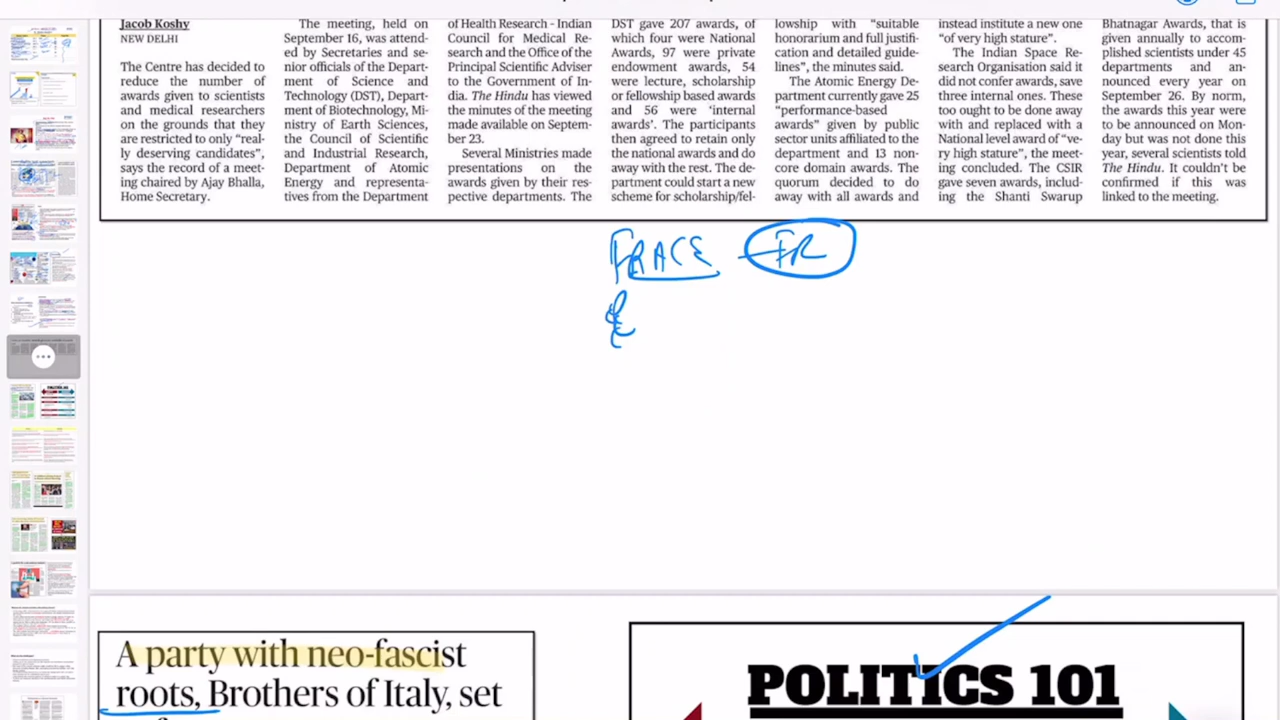 Jacob Koshy
NEW DELHI
The Centre has decided to
reduce the number of
awards given to scientists
and medical researchers
on the grounds that they
are restricted to only “real-
ly deserving candidates”,
says the record of a meet-
ing chaired by Ajay Bhalla,
Home Secretary.
The meeting, held on
tember 16, was attend-
ed by Secretaries and se-
nior officials of the Depart-
ment of Science and
Technology (DST), Depart-
ment of Biotechnology, Mi-
nistry of Earth Sciences,
the Council of Scientific
and Industrial Research,
Department of Atomic
Energy and representa-
tives from the Department
of Health Research - Indian
for Medical Re-
d the Office of the
Principal Scientific Adviser
to the Government of In-
dia. The Hindu has viewed
the minutes of the meeting
made accessible on Septem-
ber 23.
Several Ministries made
presentations on the
awards given by their res-
pective departments. The
DST gave 207 awards, of
which four were National
Awards, 97 were private
endowment awards, 54
were lecture, scholarship
or fellowship based awards
and 56 were ‘internal
awards’. The participants
then agreed to retain only
the national awards and do
away with the rest. The de-
partment could start a new
scheme for scholarship/fel-
lowship with “suitable
honorarium and full justifi-
cation and detailed guide-
lines”, the minutes said.
The Atomic Energy De-
partment currently gave 25
“performance-based
awards” given by public
sector units affiliated to the
department and 13 non-
core domain awards. The
quorum decided to do
away with all awards and
instead institute a new one
“of very high stature”.
The Indian Space Re-
search Organisation said it
did not confer awards, save
three internal ones. These
too ought to be done away
with and replaced with a
National level award of “ve-
ry high stature”, the meet-
ing concluded. The CSIR
gave seven awards, includ-
ing the Shanti Swarup
Bhatnagar Awards, that is
given annually to accom-
plished scientists under 45
departments and an-
nounced every year on
September 26. By norm,
the awards this year were
to be announced on Mon-
day but was not done this
year, several scientists told
The Hindu. It couldn’t be
confirmed if this was
linked to the meeting.
FR
A party with neo-fascist
roots, Brothers of Italy, set
POLITICS 101